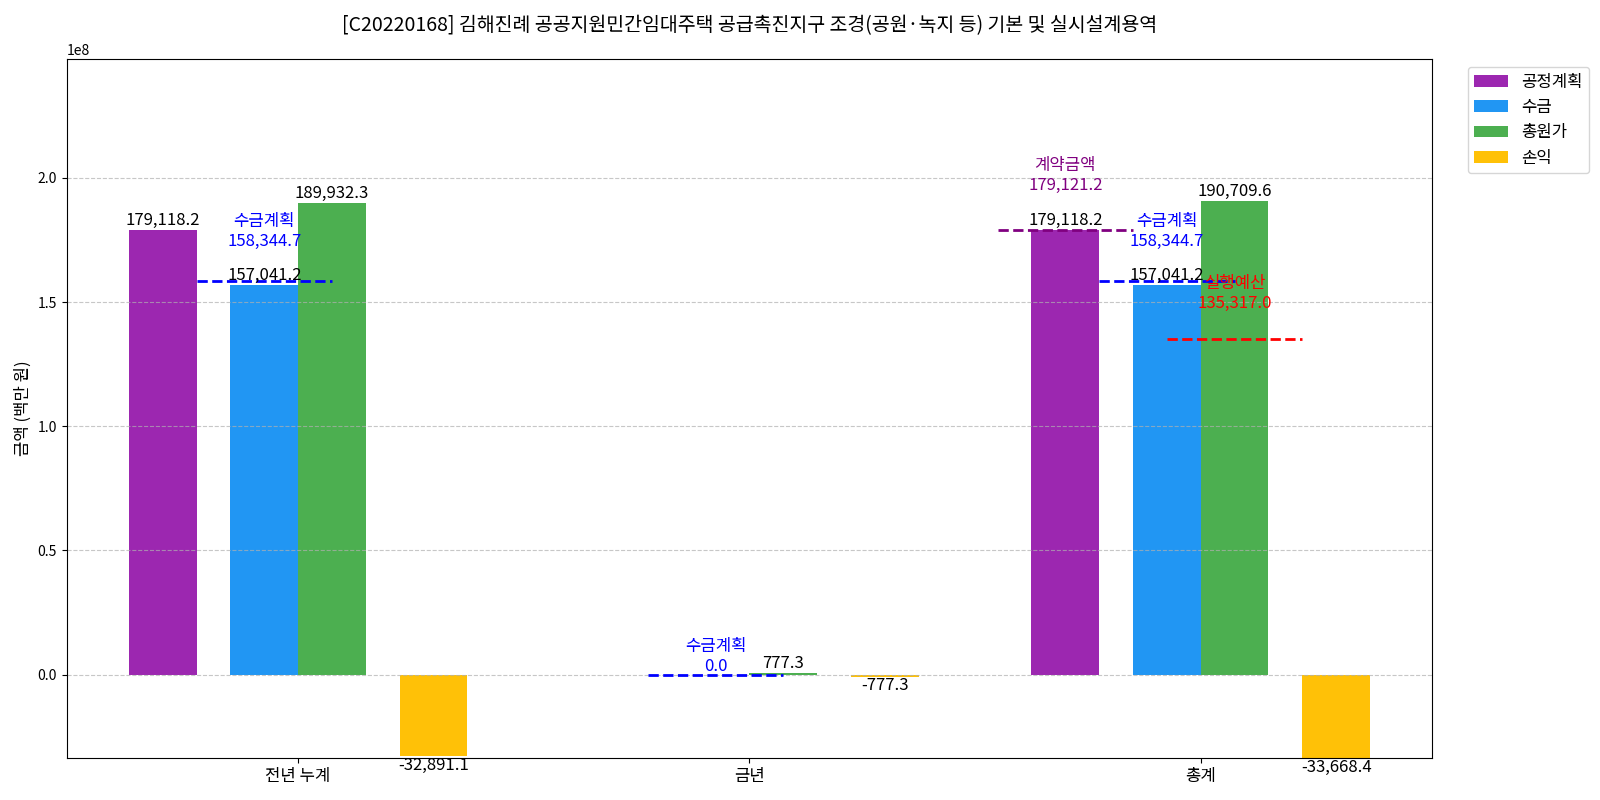 [C20220168] 김해진례 공공지원민간임대주택 공급촉진지구 조경(공원·녹지 등) 기본 및 실시설계용역
1e8
금액 (백만 원)
2.0
1.5
1.0
0.5
0.0
179,118.2
수금계획
158,344.7
157,041.2
189,932.3
-32,891.1
수금계획
0.0
777.3
-777.3
계약금액
179,121.2
179,118.2
수금계획
158,344.7
157,041.2
190,709.6
실행예산
135,317.0
-33,668.4
전년 누계
금년
총계
공정계획
수금
총원가
손익